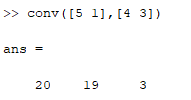 >> conv([5 1],[4 3])
ans =
20 19 3